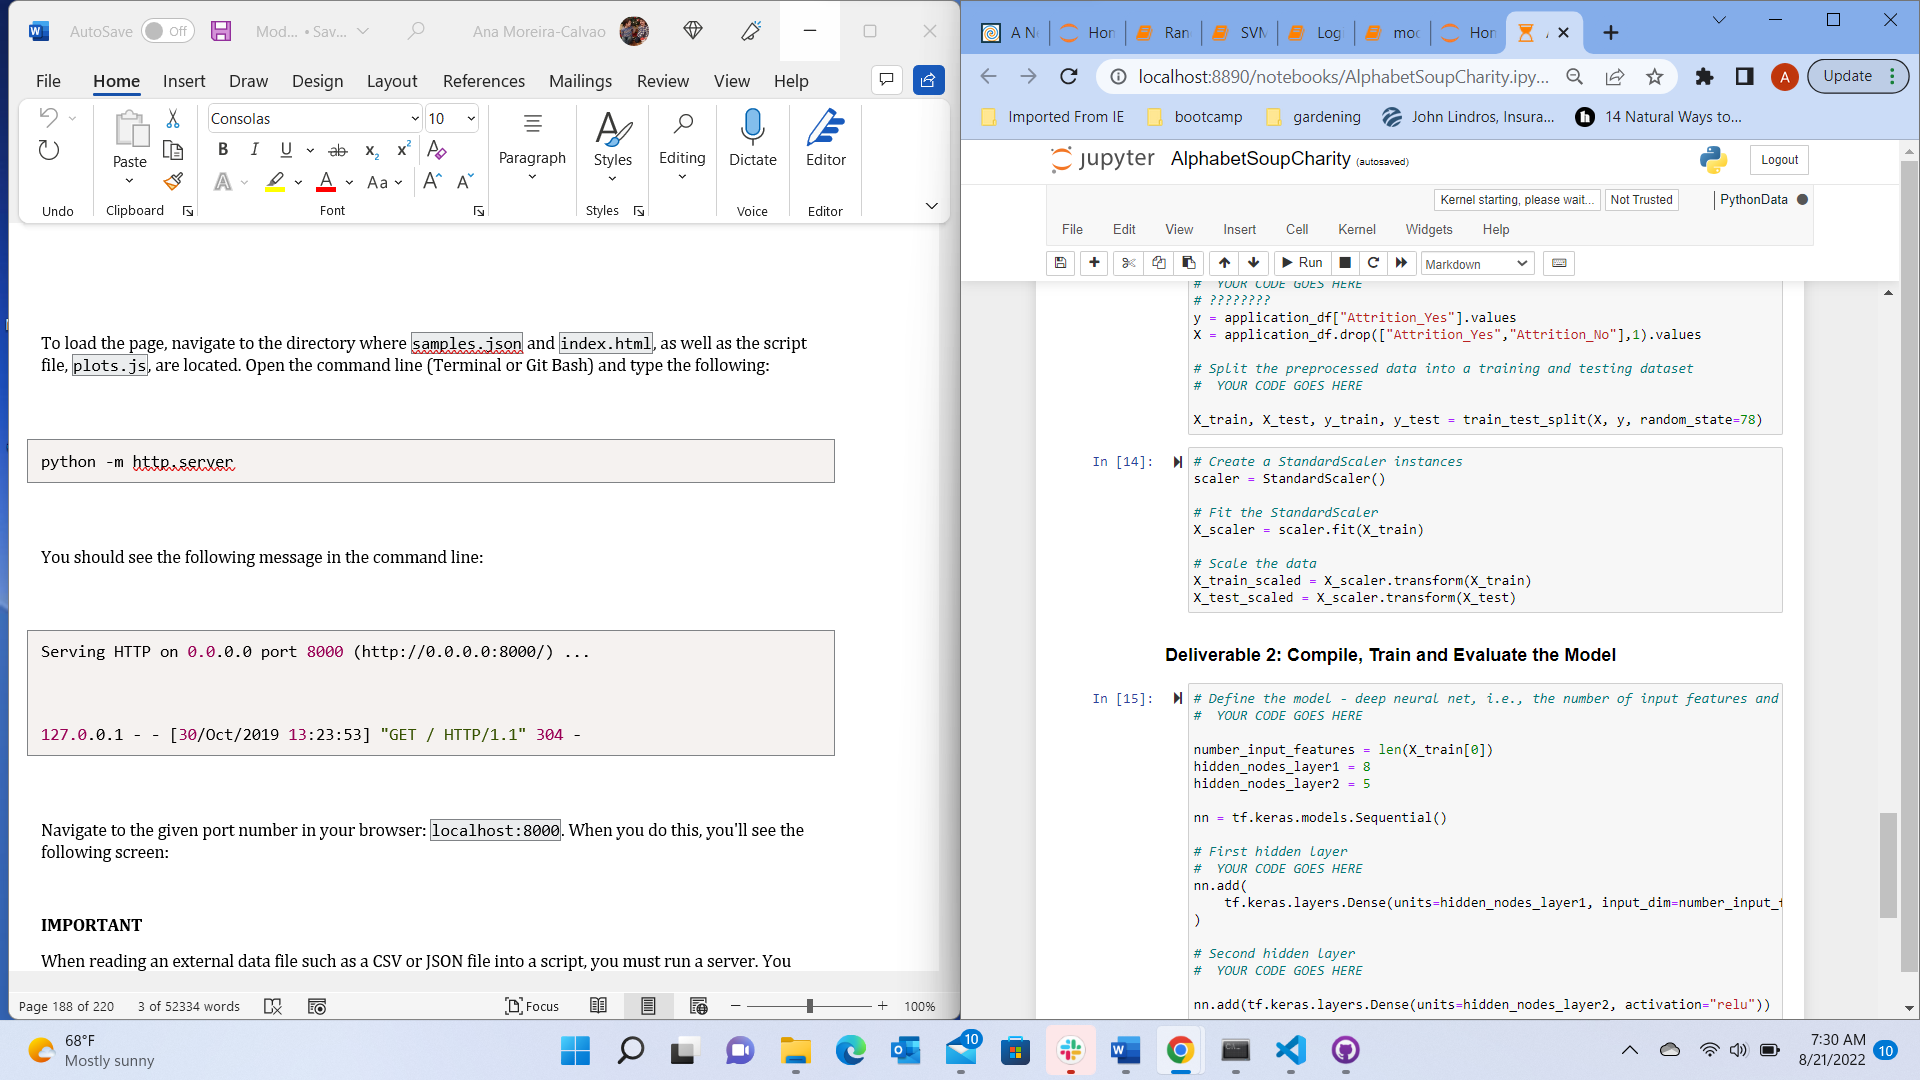 AutoSave Off Mod... • Sav... Ana Moreira-Calvao
File Home Insert Draw Design Layout References Mailings Review View Help
Consolas 10
Paste Paragraph Styles Editing Dictate Editor
Undo Clipboard Font Styles Voice Editor
To load the page, navigate to the directory where samples.json and index.html, as well as the script
file, plots.js, are located. Open the command line (Terminal or Git Bash) and type the following:
python -m http.server
You should see the following message in the command line:
Serving HTTP on 0.0.0.0 port 8000 (http://0.0.0.0:8000/) ...
127.0.0.1 - - [30/Oct/2019 13:23:53] "GET / HTTP/1.1" 304 -
Navigate to the given port number in your browser: localhost:8000. When you do this, you'll see the
following screen:
IMPORTANT
When reading an external data file such as a CSV or JSON file into a script, you must run a server. You
Page 188 of 220 3 of 52334 words Focus 100%
A N Hor Ran SVM Log moc Hor
localhost:8890/notebooks/AlphabetSoupCharity.ipy... A Update
Imported From IE bootcamp gardening John Lindros, Insura... 14 Natural Ways to...
jupyter AlphabetSoupCharity (autosaved) Logout
Kernel starting, please wait... Not Trusted PythonData
File Edit View Insert Cell Kernel Widgets Help
Run Markdown
# YOUR CODE GOES HERE
# ????????
y = application_df["Attrition_Yes"].values
X = application_df.drop(["Attrition_Yes","Attrition_No"],1).values
# Split the preprocessed data into a training and testing dataset
# YOUR CODE GOES HERE
X_train, X_test, y_train, y_test = train_test_split(X, y, random_state=78)
In [14]: # Create a StandardScaler instances
scaler = StandardScaler()
# Fit the StandardScaler
X_scaler = scaler.fit(X_train)
# Scale the data
X_train_scaled = X_scaler.transform(X_train)
X_test_scaled = X_scaler.transform(X_test)
Deliverable 2: Compile, Train and Evaluate the Model
In [15]: # Define the model - deep neural net, i.e., the number of input features and
# YOUR CODE GOES HERE
number_input_features = len(X_train[0])
hidden_nodes_layer1 = 8
hidden_nodes_layer2 = 5
nn = tf.keras.models.Sequential()
# First hidden layer
# YOUR CODE GOES HERE
nn.add(
tf.keras.layers.Dense(units=hidden_nodes_layer1, input_dim=number_input_f
)
# Second hidden layer
# YOUR CODE GOES HERE
nn.add(tf.keras.layers.Dense(units=hidden_nodes_layer2, activation="relu"))
68°F
Mostly sunny
10
7:30 AM
8/21/2022
10